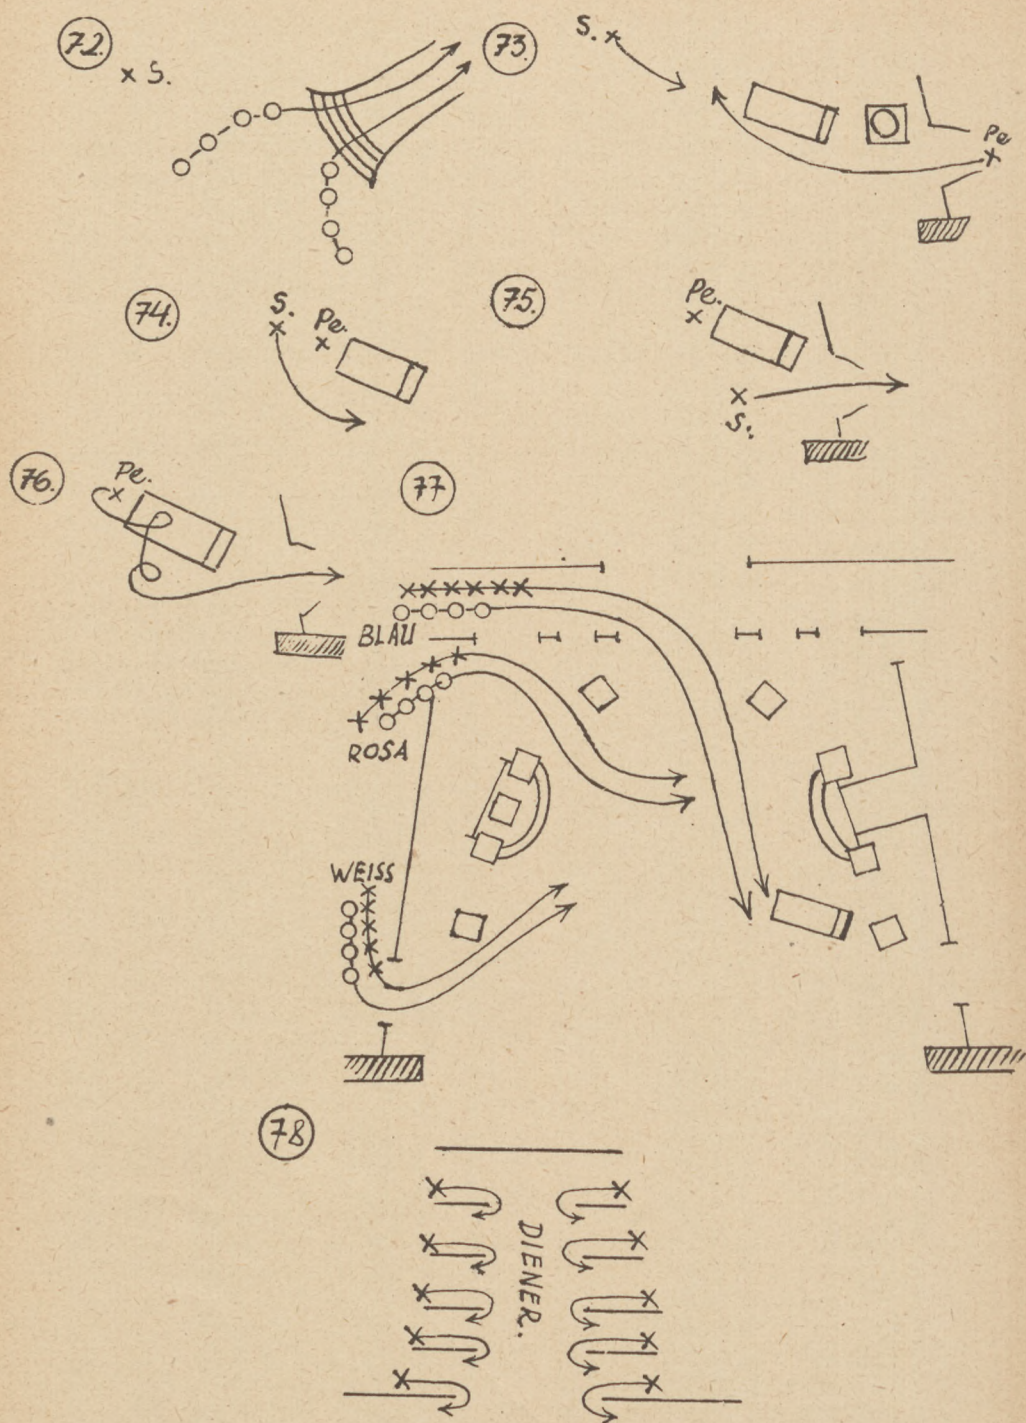 72.
S.
73.
S.
Pe
74.
S.
Pe.
75.
Pe.
S.
76.
Pe.
77
BLAU
ROSA
WEISS
78
DIENER.